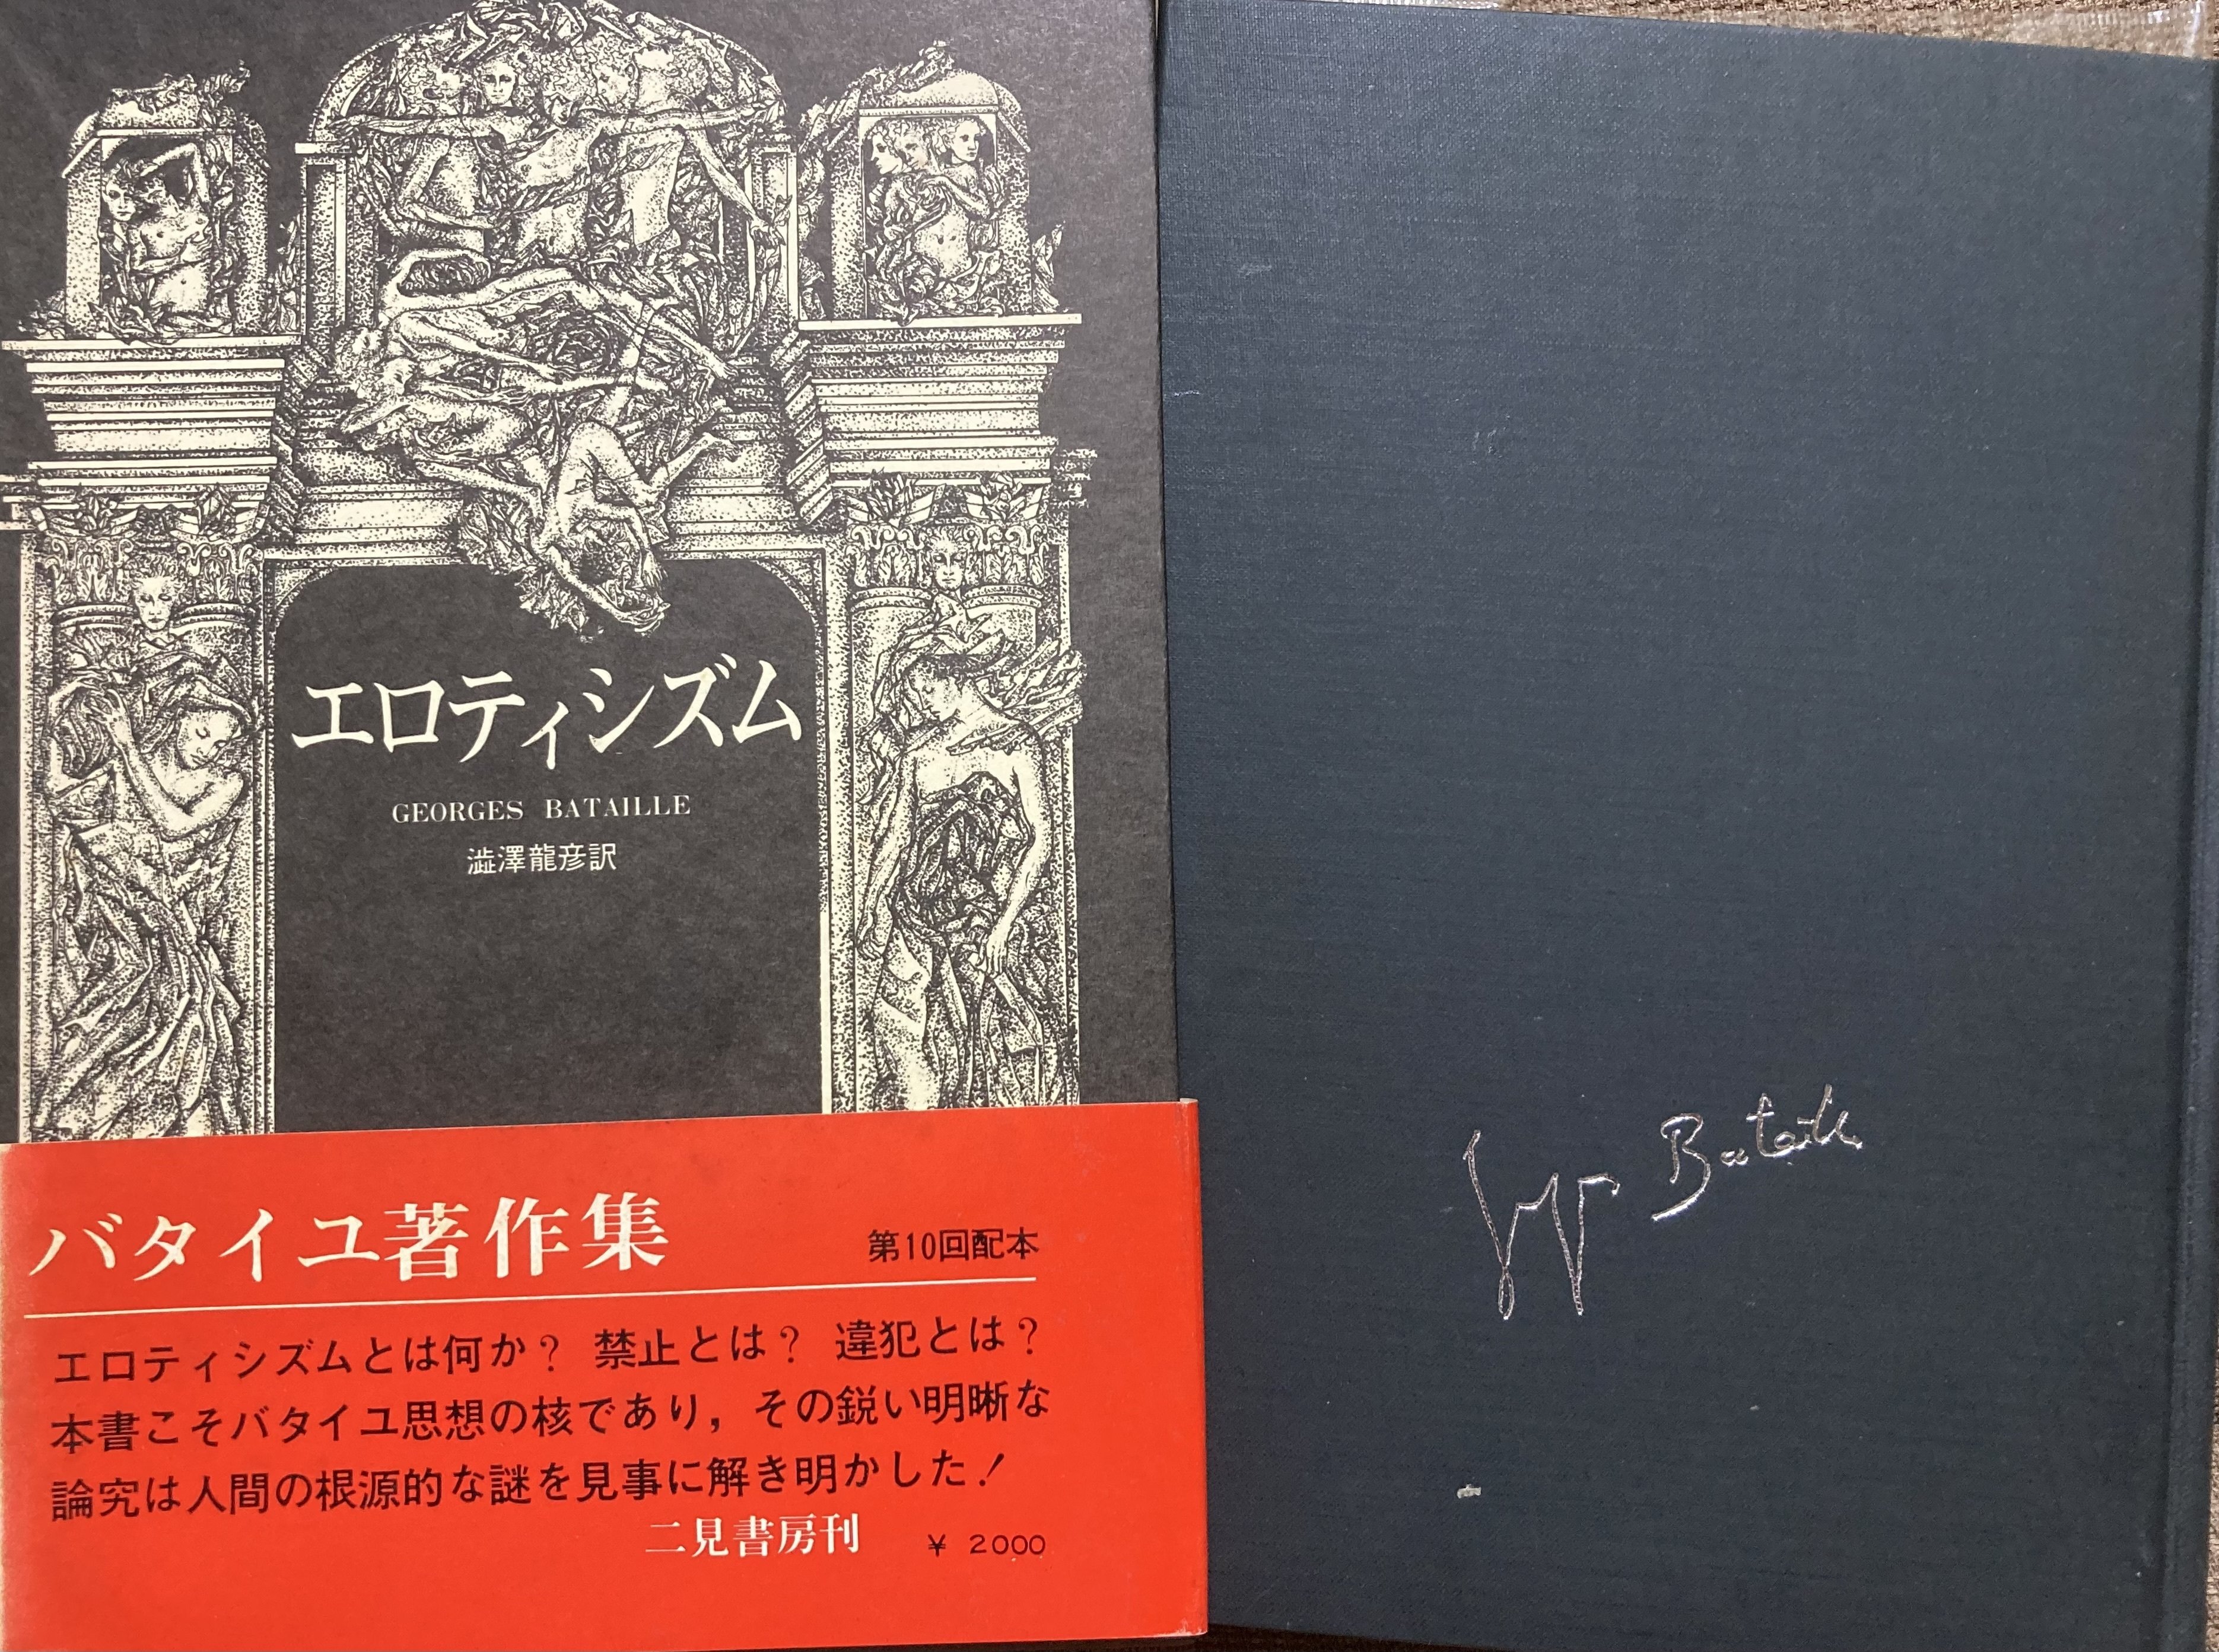 エロティシズム
GEORGES BATAILLE
澁澤龍彦訳
バタイユ著作集
第10回配本
エロティシズムとは何か? 禁止とは? 違犯とは?
本書こそバタイユ思想の核であり,その鋭い明晰な
論究は人間の根源的な謎を見事に解き明かした!
二見書房刊
¥ 2000
Bataille